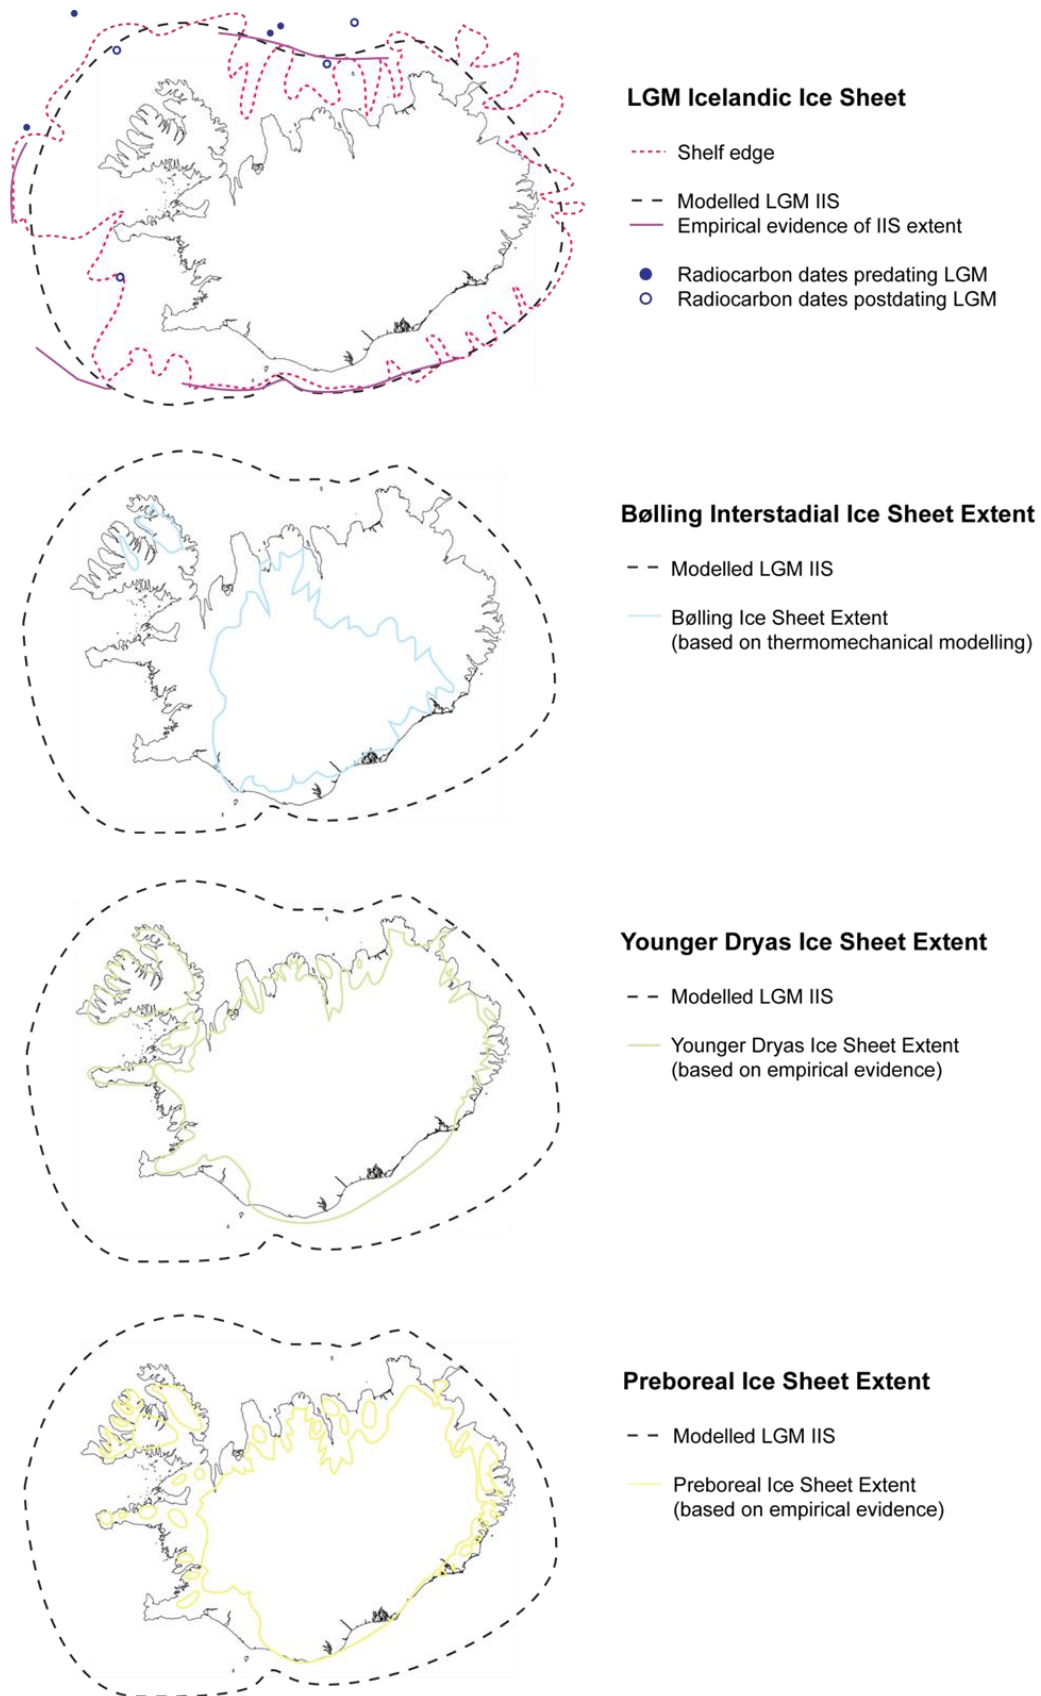 LGM Icelandic Ice Sheet
Shelf edge
Modelled LGM IIS
Empirical evidence of IIS extent
Radiocarbon dates predating LGM
Radiocarbon dates postdating LGM
Bølling Interstadial Ice Sheet Extent
Modelled LGM IIS
Bølling Ice Sheet Extent
(based on thermomechanical modelling)
Younger Dryas Ice Sheet Extent
Modelled LGM IIS
Younger Dryas Ice Sheet Extent
(based on empirical evidence)
Preboreal Ice Sheet Extent
Modelled LGM IIS
Preboreal Ice Sheet Extent
(based on empirical evidence)